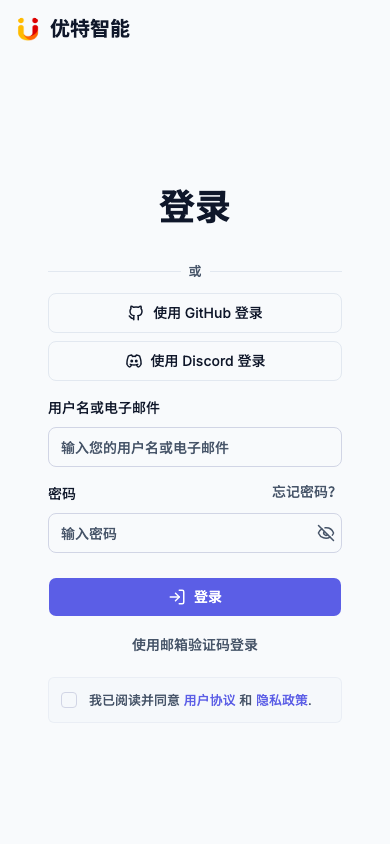 优特智能
登录
或
使用 GitHub 登录
使用 Discord 登录
用户名或电子邮件
输入您的用户名或电子邮件
密码 忘记密码？
输入密码
登录
使用邮箱验证码登录
我已阅读并同意 用户协议 和 隐私政策.